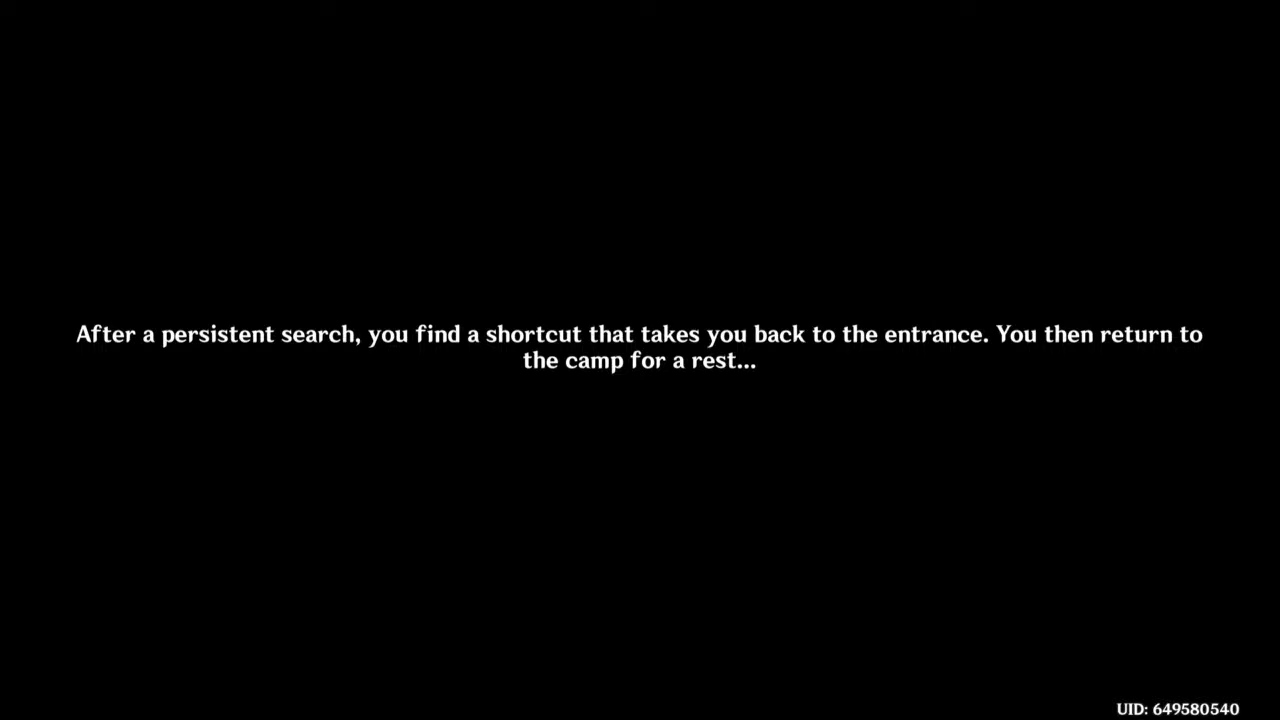 After a persistent search, you find a shortcut that takes you back to the entrance. You then return to
the camp for a rest...
UID: 649580540